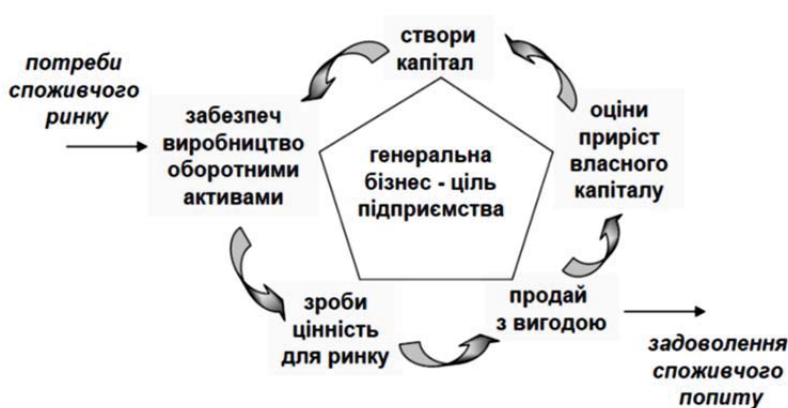 створи
капітал
потреби
споживчого
ринку
забезпеч
виробництво
оборотними
активами
оціни
приріст
власного
капіталу
генеральна
бізнес - ціль
підприємства
зроби
цінність
для ринку
продай
з вигодою
задоволення
споживчого
попиту